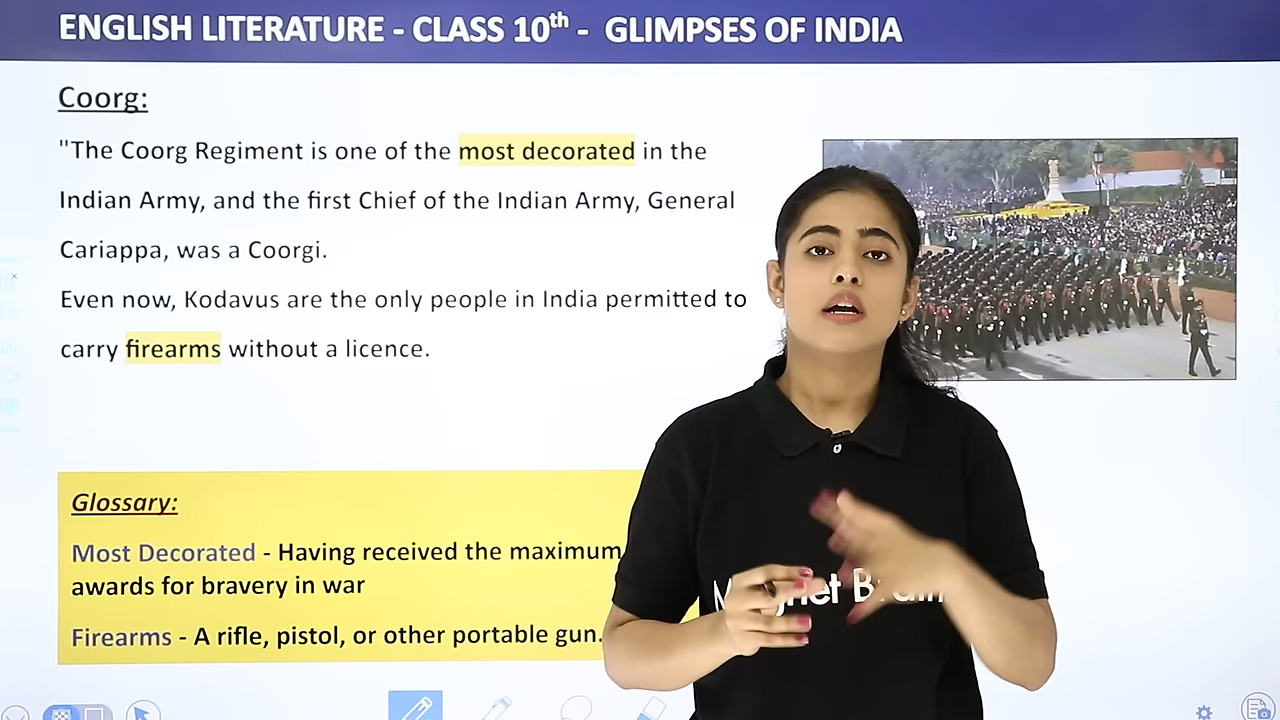 ENGLISH LITERATURE - CLASS 10th - GLIMPSES OF INDIA
Coorg:
"The Coorg Regiment is one of the most decorated in the
Indian Army, and the first Chief of the Indian Army, General
Cariappa, was a Coorgi.
Even now, Kodavus are the only people in India permitted to
carry firearms without a licence.
Glossary:
Most Decorated - Having received the maximum
awards for bravery in war
Firearms - A rifle, pistol, or other portable gun.